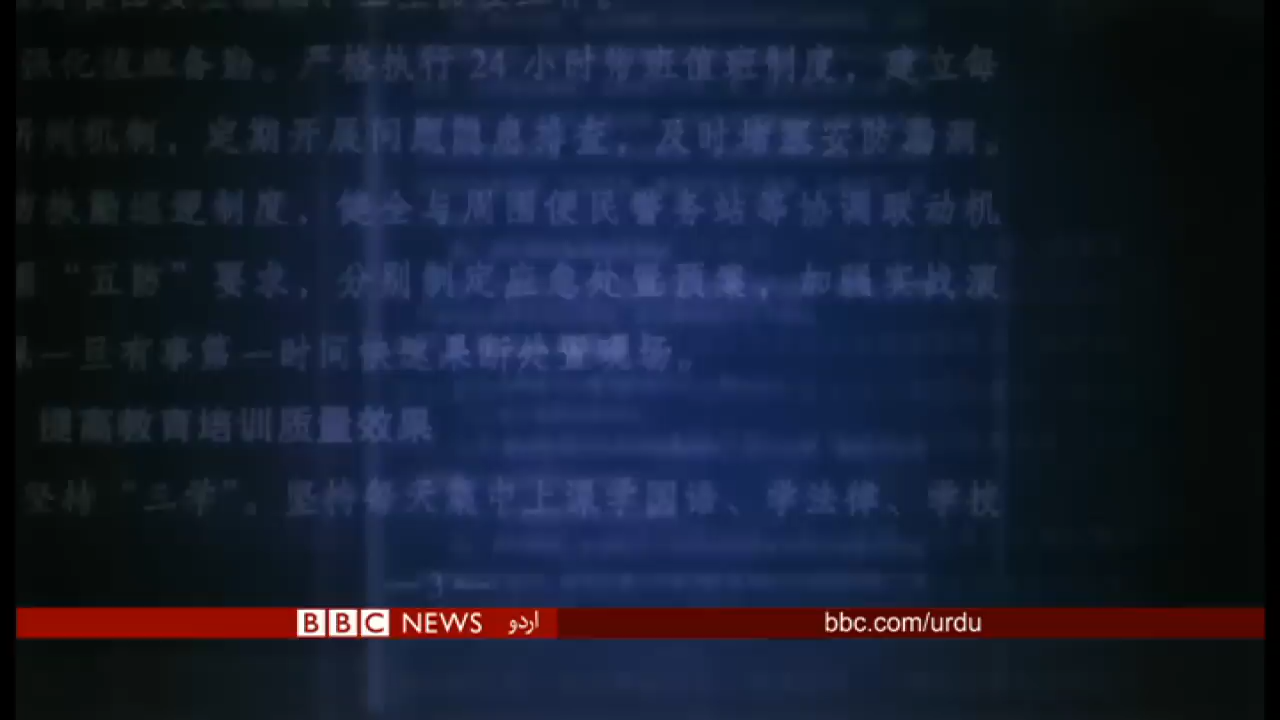 强化值班备勤。严格执行 24 小时带班值班制度，建立每
机制，定期开展问题隐患排查，及时堵塞安防漏洞。
执勤巡逻制度，健全与周围便民警务站等协调联动机
“五防”要求，分别制定应急处置预案，加强实战演
一旦有事第一时间快速果断处置现场。
提高教育培训质量效果
坚持“三学”。坚持每天集中上课学国语、学法律、学技
BBC NEWS اردو
bbc.com/urdu